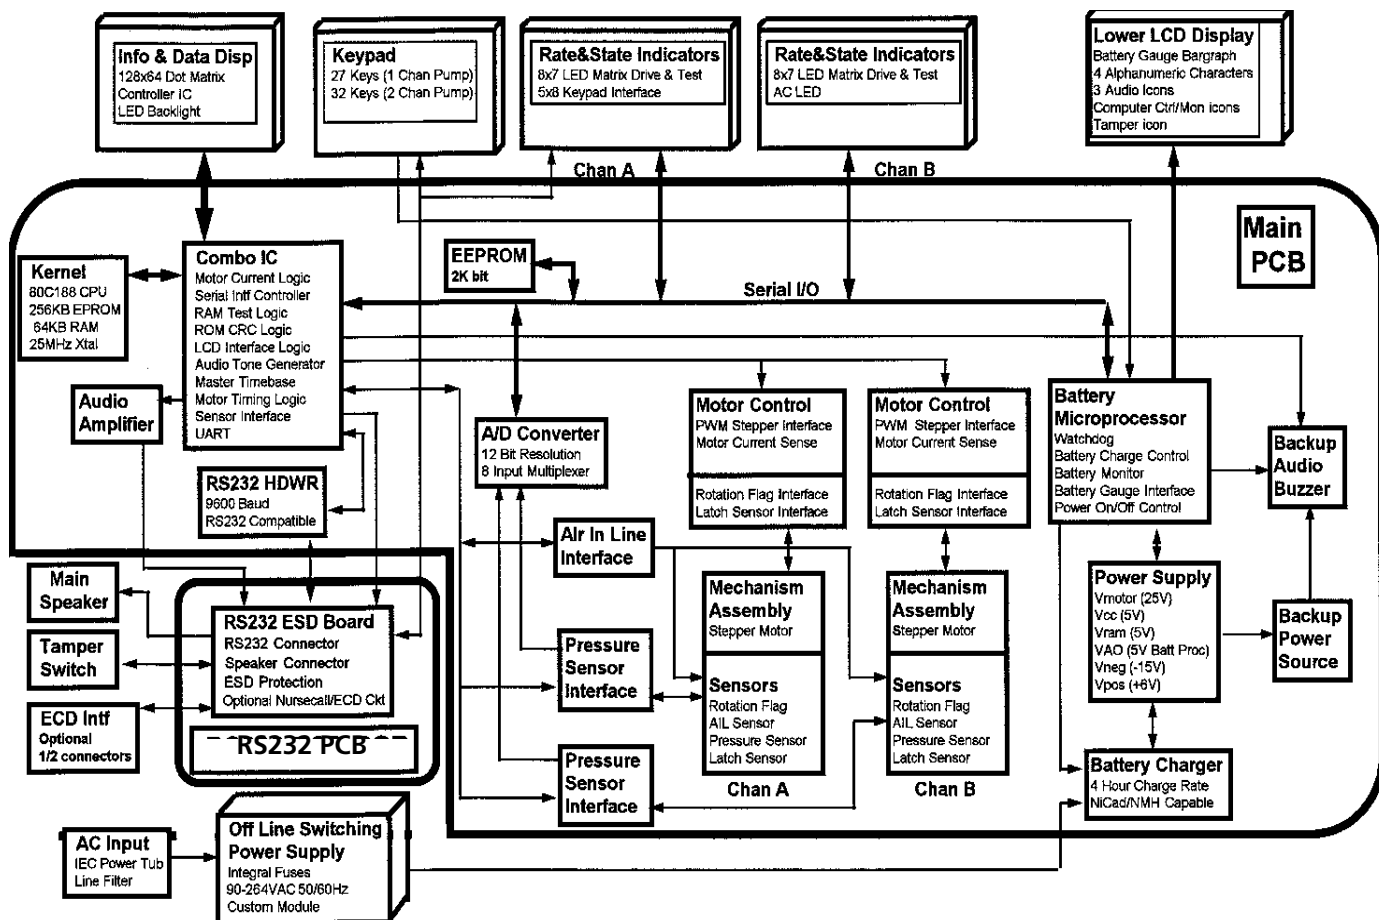 Info & Data Disp
128x64 Dot Matrix
Controller IC
LED Backlight
Keypad
27 Keys (1 Chan Pump)
32 Keys (2 Chan Pump)
Rate&State Indicators
8x7 LED Matrix Drive & Test
5x8 Keypad Interface
Rate&State Indicators
8x7 LED Matrix Drive & Test
AC LED
Lower LCD Display
Battery Gauge Bargraph
4 Alphanumeric Characters
3 Audio Icons
Computer Ctrl/Mon icons
Tamper icon
Chan A
Chan B
Main
PCB
Kernel
80C188 CPU
256KB EPROM
64KB RAM
25MHz Xtal
Combo IC
Motor Current Logic
Serial Intf Controller
RAM Test Logic
ROM CRC Logic
LCD Interface Logic
Audio Tone Generator
Master Timebase
Motor Timing Logic
Sensor Interface
UART
EEPROM
2K bit
Serial I/O
Audio
Amplifier
A/D Converter
12 Bit Resolution
8 Input Multiplexer
Motor Control
PWM Stepper Interface
Motor Current Sense
Rotation Flag Interface
Latch Sensor Interface
Motor Control
PWM Stepper Interface
Motor Current Sense
Rotation Flag Interface
Latch Sensor Interface
Battery
Microprocessor
Watchdog
Battery Charge Control
Battery Monitor
Battery Gauge Interface
Power On/Off Control
Backup
Audio
Buzzer
RS232 HDWR
9600 Baud
RS232 Compatible
Air In Line
Interface
Main
Speaker
Tamper
Switch
ECD Intf
Optional
1/2 connectors
RS232 ESD Board
RS232 Connector
Speaker Connector
ESD Protection
Optional Nursecall/ECD Ckt
RS232 PCB
Pressure
Sensor
Interface
Pressure
Sensor
Interface
Mechanism
Assembly
Stepper Motor
Sensors
Rotation Flag
AIL Sensor
Pressure Sensor
Latch Sensor
Chan A
Mechanism
Assembly
Stepper Motor
Sensors
Rotation Flag
AIL Sensor
Pressure Sensor
Latch Sensor
Chan B
Power Supply
Vmotor (25V)
Vcc (5V)
Vram (5V)
VAO (5V Batt Proc)
Vneg (-15V)
Vpos (+6V)
Backup
Power
Source
Battery Charger
4 Hour Charge Rate
NiCad/NMH Capable
AC Input
IEC Power Tub
Line Filter
Off Line Switching
Power Supply
Integral Fuses
90-264VAC 50/60Hz
Custom Module